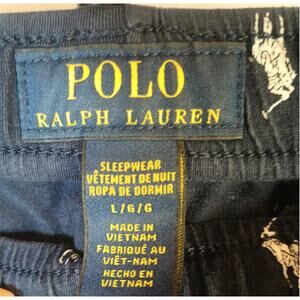 POLO
RALPH LAUREN
SLEEPWEAR
VÊTEMENT DE NUIT
ROPA DE DORMIR
L/G/G
MADE IN
VIETNAM
FABRIQUÉ AU
VIÊT-NAM
HECHO EN
VIETNAM